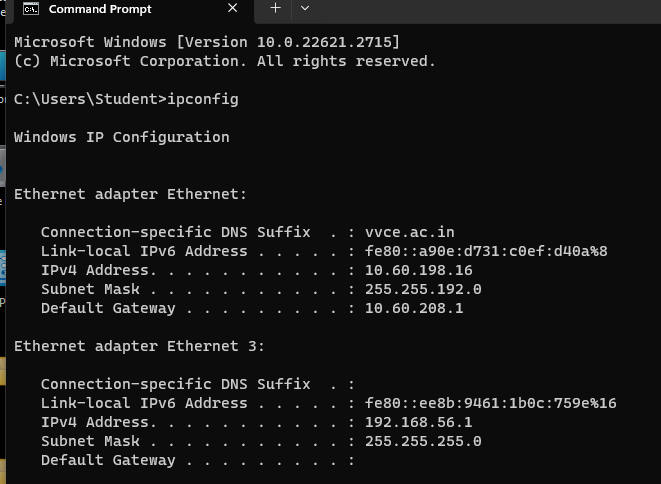 Command Prompt
Microsoft Windows [Version 10.0.22621.2715]
(c) Microsoft Corporation. All rights reserved.
C:\Users\Student>ipconfig
Windows IP Configuration
Ethernet adapter Ethernet:
Connection-specific DNS Suffix  . : vvce.ac.in
Link-local IPv6 Address . . . . . : fe80::a90e:d731:c0ef:d40a%8
IPv4 Address. . . . . . . . . . . : 10.60.198.16
Subnet Mask . . . . . . . . . . . : 255.255.192.0
Default Gateway . . . . . . . . . : 10.60.208.1
Ethernet adapter Ethernet 3:
Connection-specific DNS Suffix  . :
Link-local IPv6 Address . . . . . : fe80::ee8b:9461:1b0c:759e%16
IPv4 Address. . . . . . . . . . . : 192.168.56.1
Subnet Mask . . . . . . . . . . . : 255.255.255.0
Default Gateway . . . . . . . . . :